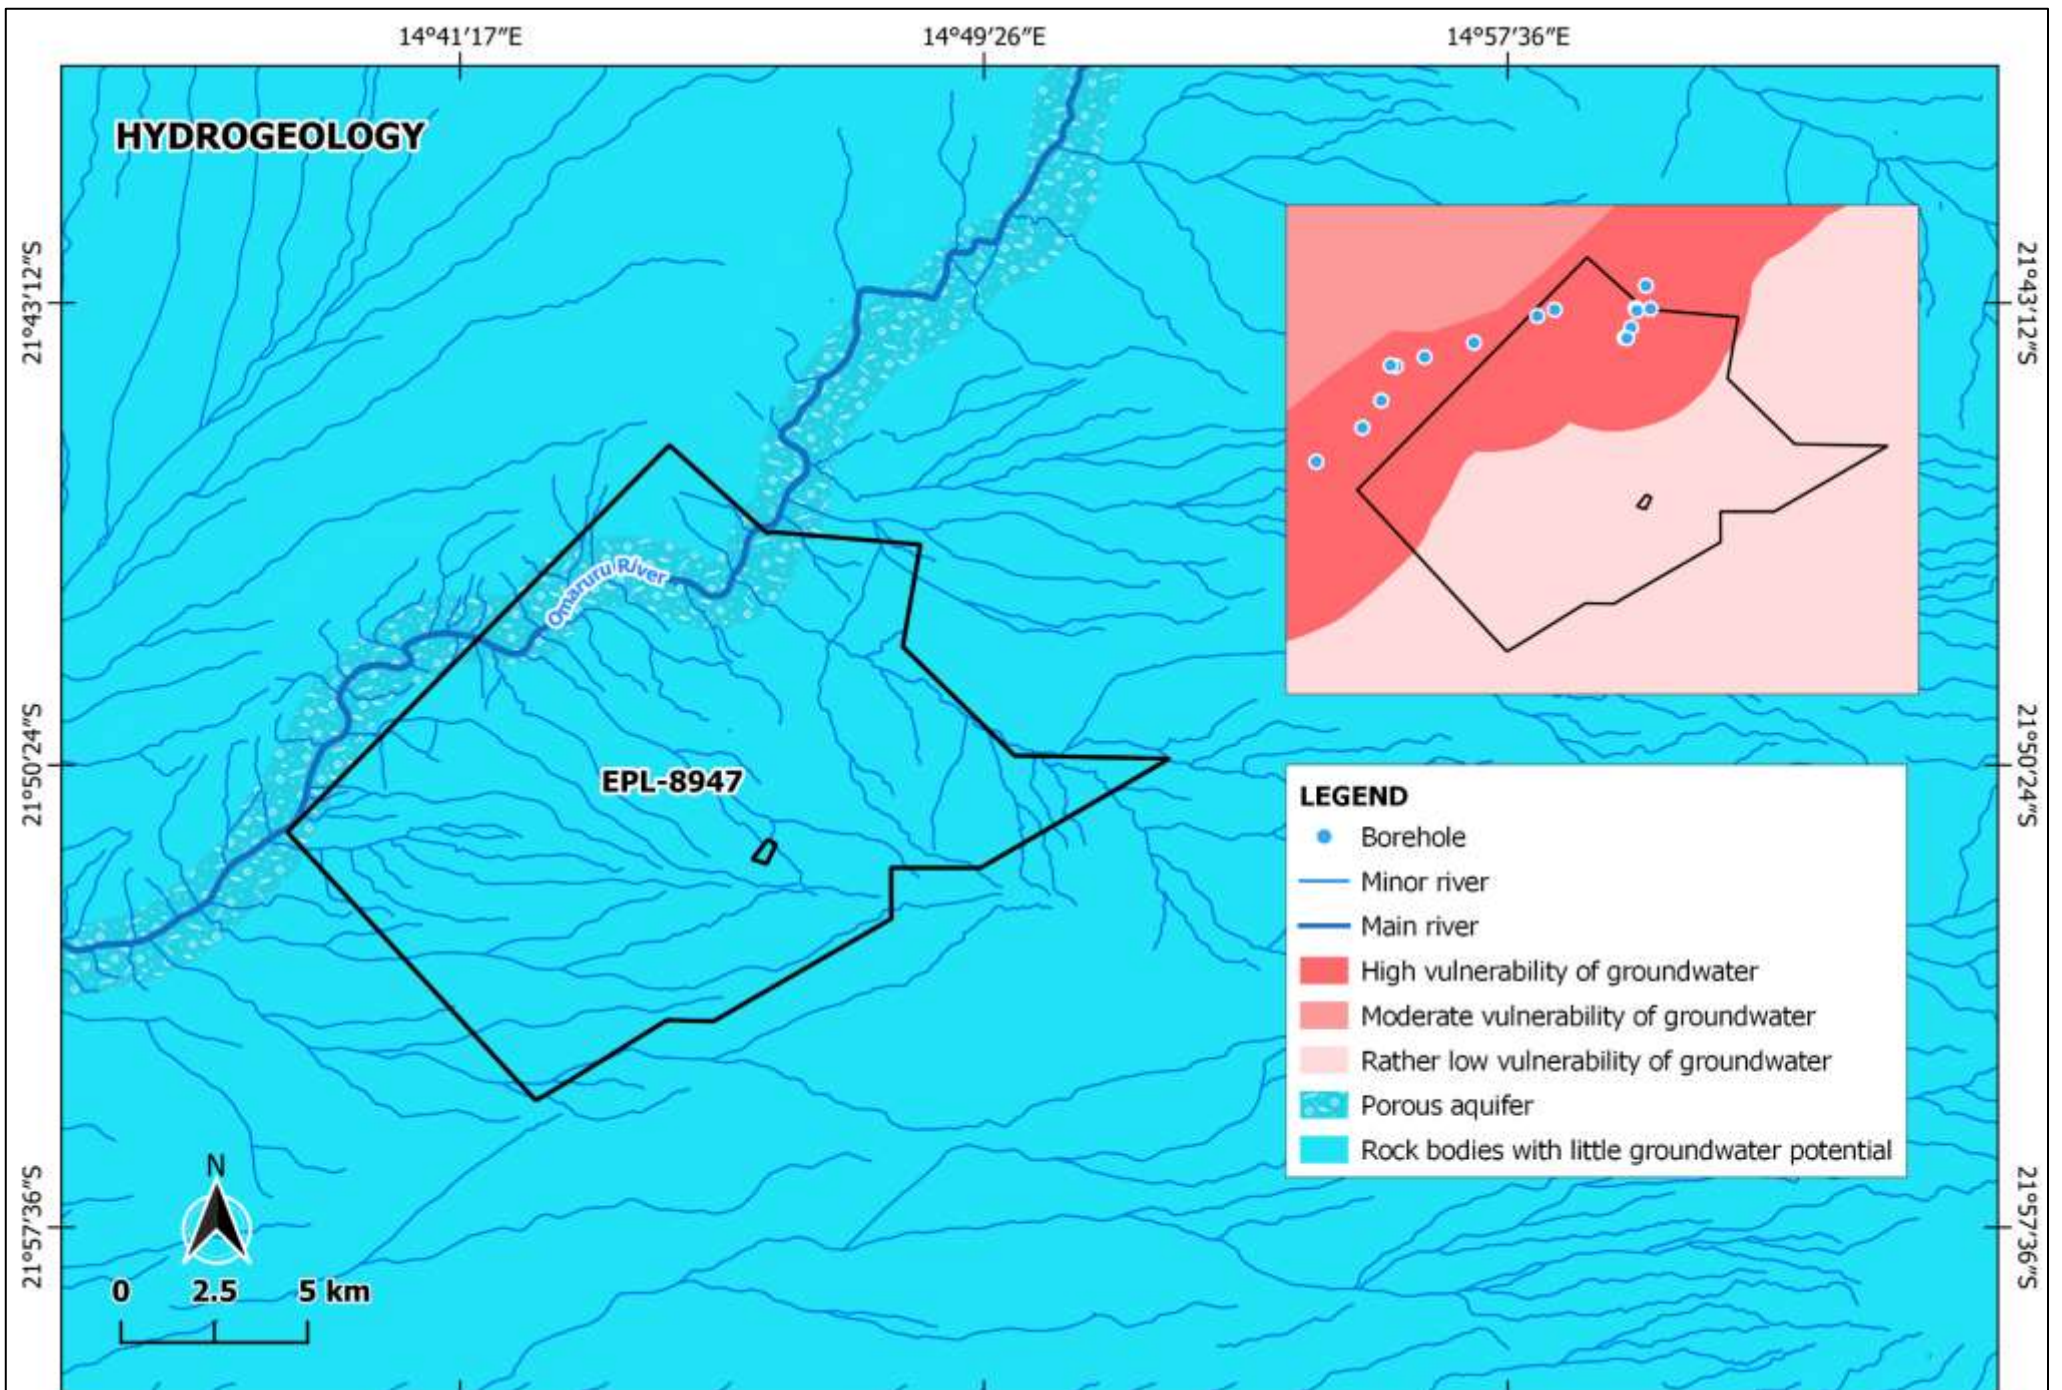 14°41'17"E
14°49'26"E
14°57'36"E
HYDROGEOLOGY
21°43'12"S
21°43'12"S
Omaruru River
EPL-8947
21°50'24"S
21°50'24"S
LEGEND
Borehole
Minor river
Main river
High vulnerability of groundwater
Moderate vulnerability of groundwater
Rather low vulnerability of groundwater
Porous aquifer
Rock bodies with little groundwater potential
N
21°57'36"S
21°57'36"S
0 2.5 5 km